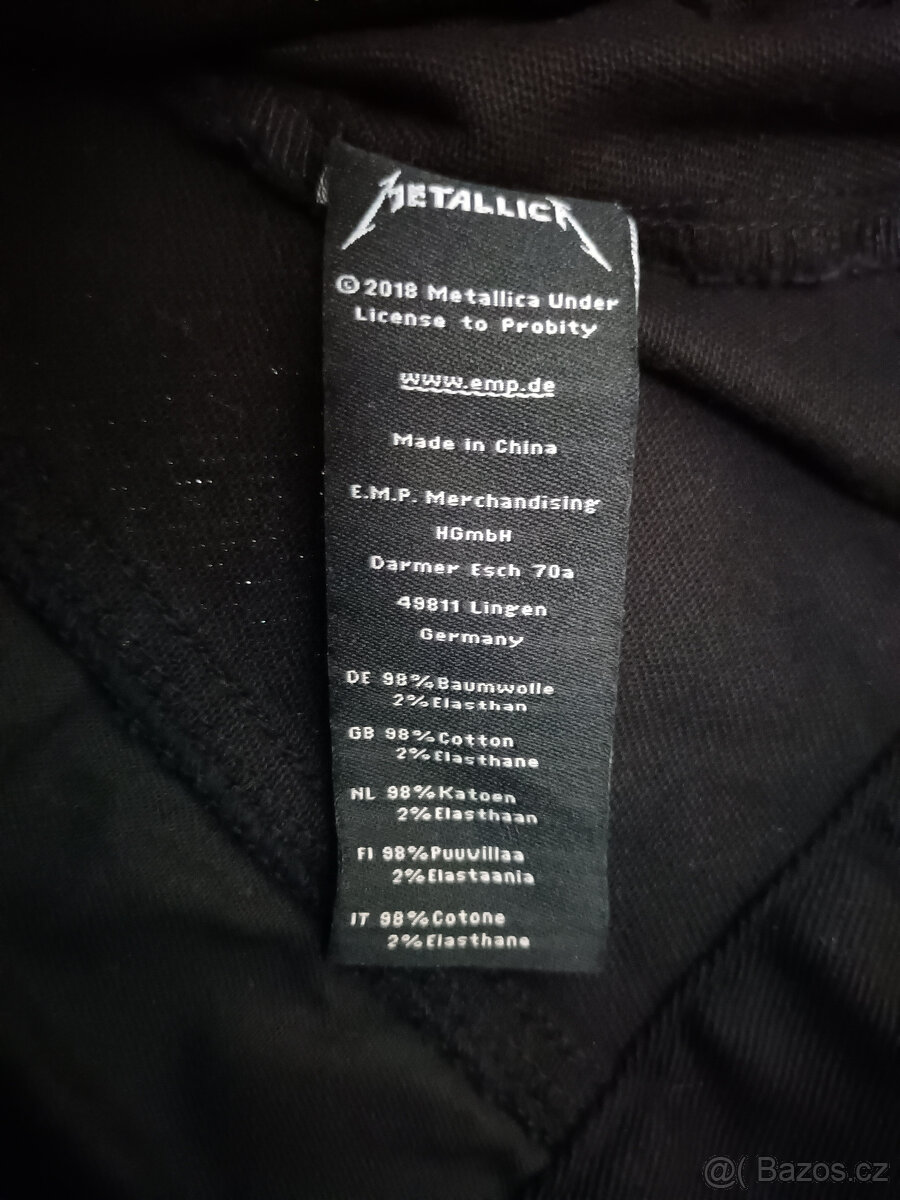 METALLICA
©2018 Metallica Under
License to Probity
www.emp.de
Made in China
E.M.P. Merchandising
HGmbH
Darmer Esch 70a
49811 Lingen
Germany
DE 98%Baumwolle
2%Elasthan
GB 98%Cotton
2%Elasthane
NL 98%Katoen
2%Elasthaan
FI 98%Puuvillaa
2%Elastaania
IT 98%Cotone
2%Elasthane
@( Bazos.cz